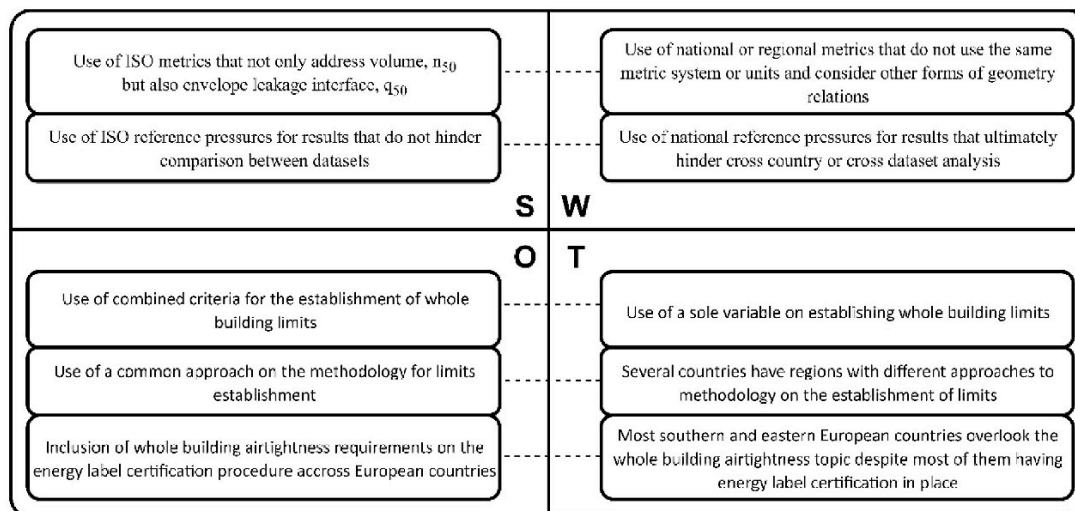 Use of ISO metrics that not only address volume, n50
but also envelope leakage interface, q50
Use of ISO reference pressures for results that do not hinder
comparison between datasets
Use of national or regional metrics that do not use the same
metric system or units and consider other forms of geometry
relations
Use of national reference pressures for results that ultimately
hinder cross country or cross dataset analysis
S W
O T
Use of combined criteria for the establishment of whole
building limits
Use of a common approach on the methodology for limits
establishment
Inclusion of whole building airtightness requirements on the
energy label certification procedure accross European countries
Use of a sole variable on establishing whole building limits
Several countries have regions with different approaches to
methodology on the establishment of limits
Most southern and eastern European countries overlook the
whole building airtightness topic despite most of them having
energy label certification in place